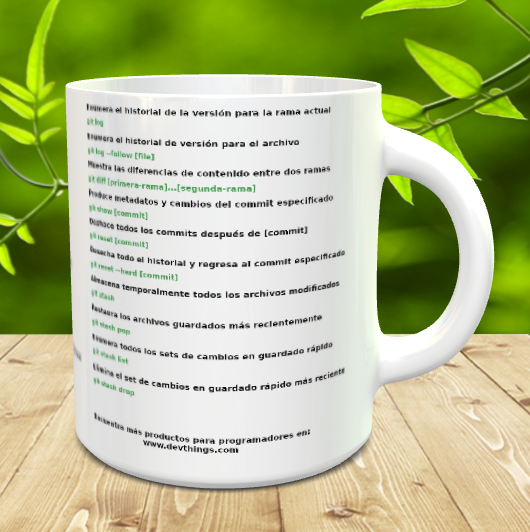 Enumera el historial de la versión para la rama actual
git log
Enumera el historial de versión para el archivo
git log --follow [file]
Muestra las diferencias de contenido entre dos ramas
git diff [primera-rama]...[segunda-rama]
Produce metadatos y cambios del commit especificado
git show [commit]
Deshace todos los commits después de [commit]
git reset [commit]
Desecha todo el historial y regresa al commit especificado
git reset --hard [commit]
Almacena temporalmente todos los archivos modificados
git stash
Restaura los archivos guardados más recientemente
git stash pop
Enumera todos los sets de cambios en guardado rápido
git stash list
Elimina el set de cambios en guardado rápido más reciente
git stash drop
Encuentra más productos para programadores en:
www.devthings.com